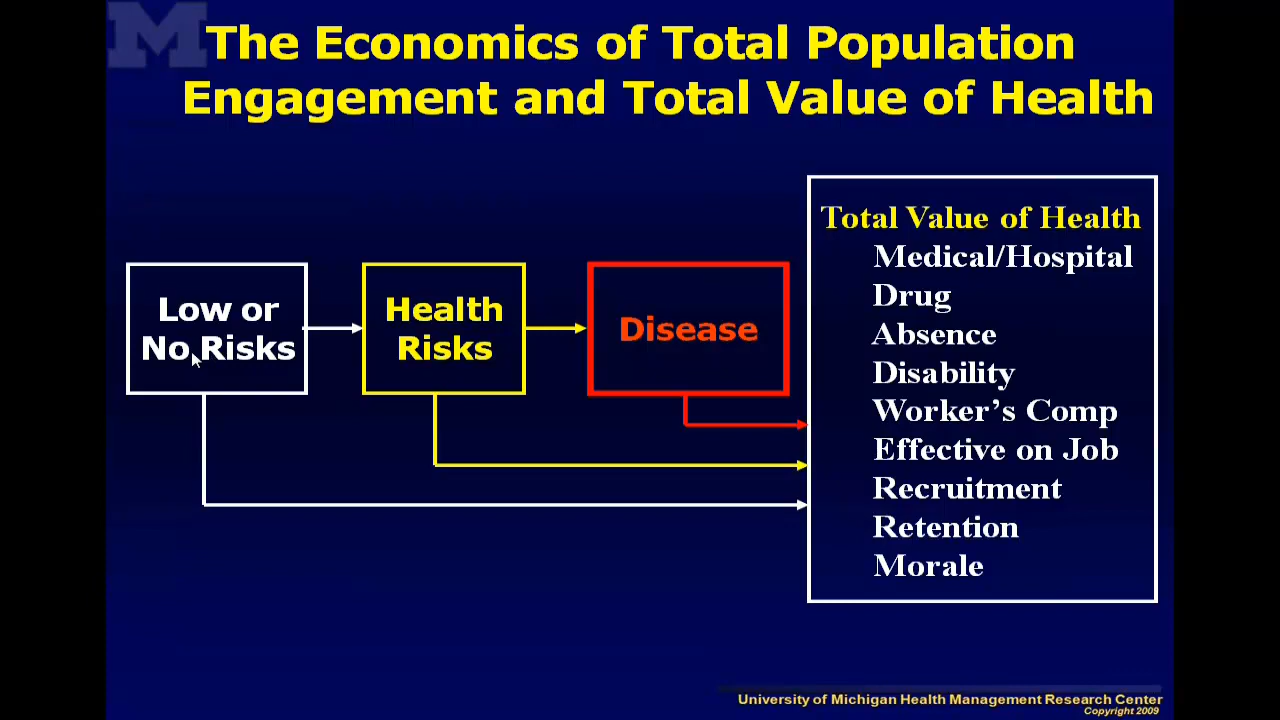 M
The Economics of Total Population
Engagement and Total Value of Health
Low or
No Risks
Health
Risks
Disease
Total Value of Health
Medical/Hospital
Drug
Absence
Disability
Worker’s Comp
Effective on Job
Recruitment
Retention
Morale
University of Michigan Health Management Research Center
Copyright 2009